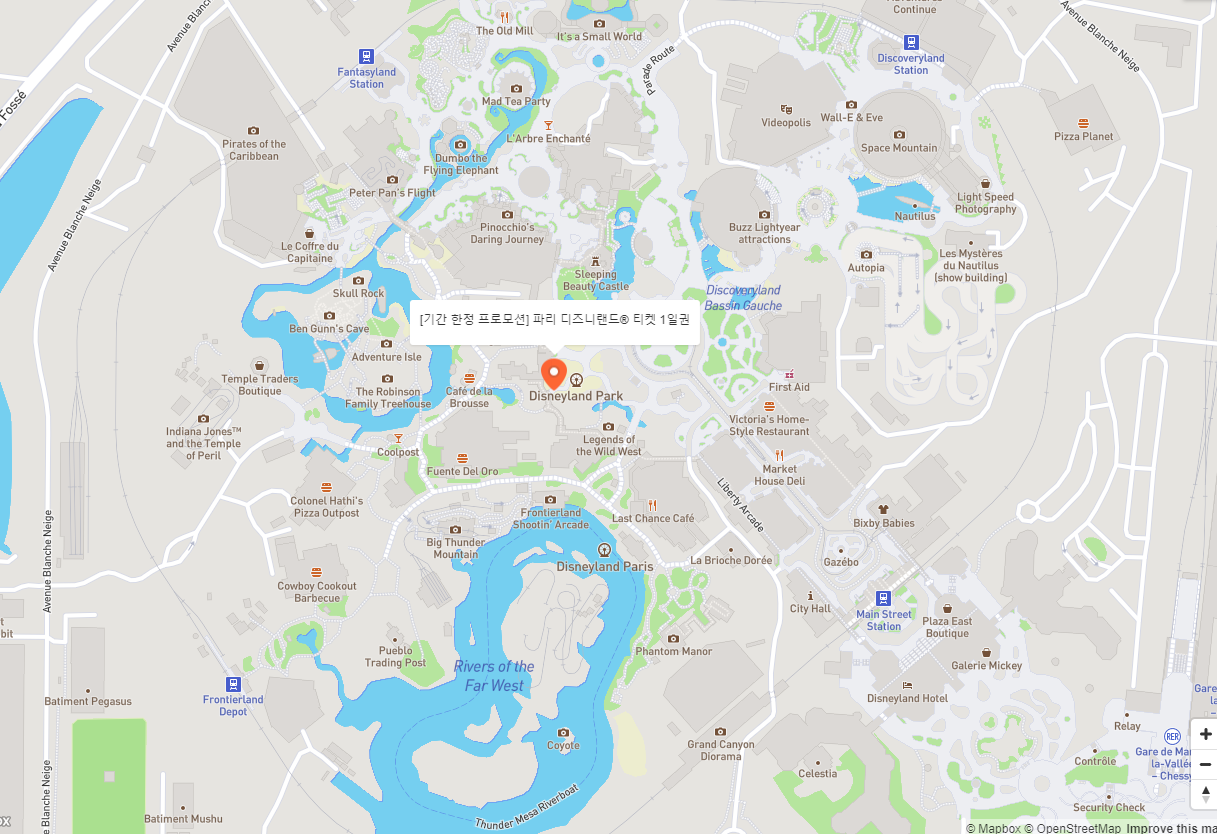 Adventures
Continue
Avenue Blanche Neige
Avenue Blanche Neige
The Old Mill
It's a Small World
Parade Route
Fantasyland
Station
Discoveryland
Station
Fossé
Mad Tea Party
Videopolis
Wall-E & Eve
Pizza Planet
Pirates of the
Caribbean
L'Arbre Enchanté
Space Mountain
Dumbo the
Flying Elephant
Peter Pan's Flight
Light Speed
Photography
Nautilus
Avenue Blanche Neige
Pinocchio's
Daring Journey
Buzz Lightyear
attractions
Le Coffre du
Capitaine
Sleeping
Beauty Castle
Autopia
Les Mystères
du Nautilus
(show building)
Skull Rock
Discoveryland
Bassin Gauche
Ben Gunn's Cave
[기간 한정 프로모션] 파리 디즈니랜드® 티켓 1일권
Adventure Isle
Temple Traders
Boutique
The Robinson
Family Treehouse
Café de la
Brousse
Disneyland Park
First Aid
Indiana Jones™
and the Temple
of Peril
Victoria's Home-
Style Restaurant
Coolpost
Legends of
the Wild West
Fuente Del Oro
Market
House Deli
Colonel Hathi's
Pizza Outpost
Liberty Arcade
Frontierland
Shootin' Arcade
Last Chance Café
Bixby Babies
Avenue Blanche Neige
Big Thunder
Mountain
Disneyland Paris
La Brioche Dorée
Gazébo
Cowboy Cookout
Barbecue
City Hall
Main Street
Station
Plaza East
Boutique
bit
Pueblo
Trading Post
Phantom Manor
Galerie Mickey
Rivers of the
Far West
Batiment Pegasus
Frontierland
Depot
Disneyland Hotel
Relay
Coyote
Grand Canyon
Diorama
RER
Gare de Mar
la-Vallée
– Chessy
Contrôle
Celestia
Security Check
Thunder Mesa Riverboat
Batiment Mushu
e Blanche Neige
© Mapbox © OpenStreetMap Improve this ma